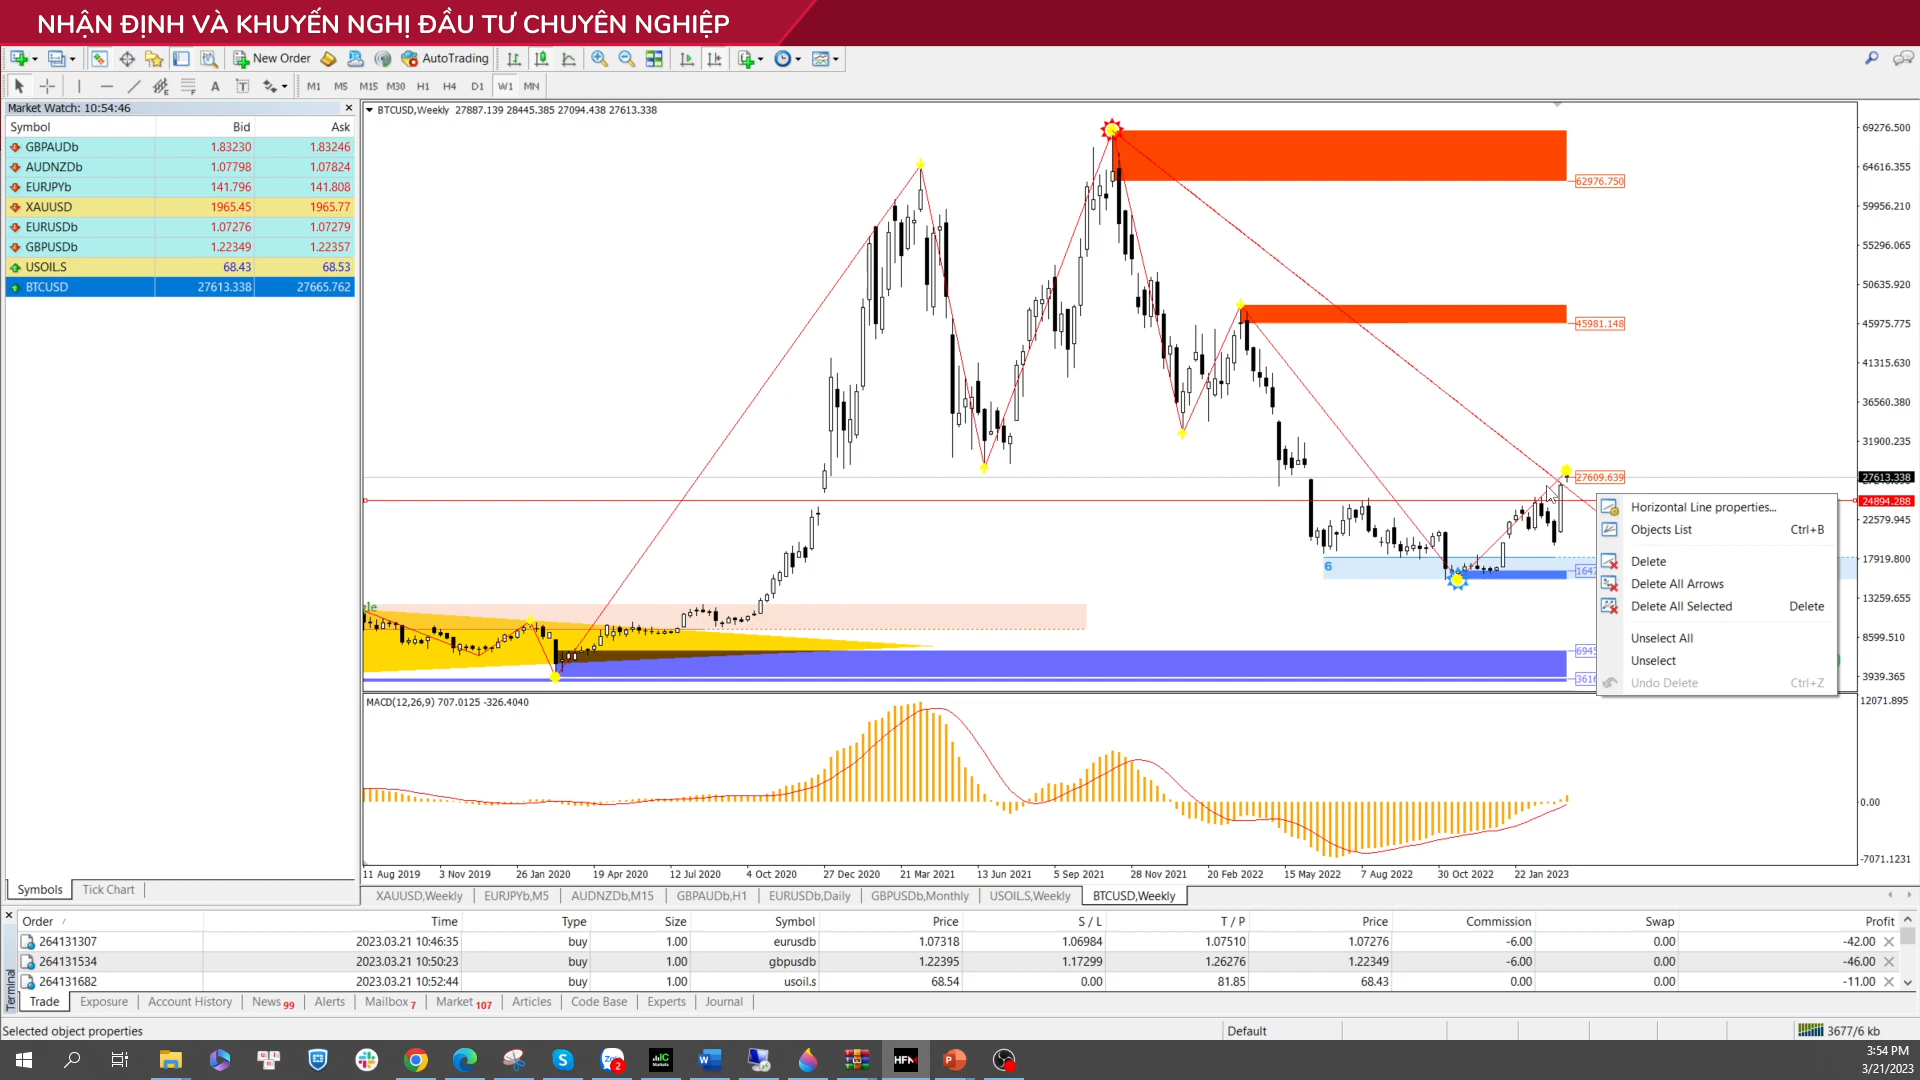 NHẬN ĐỊNH VÀ KHUYẾN NGHỊ ĐẦU TƯ CHUYÊN NGHIỆP
New Order AutoTrading
A T M1 M5 M15 M30 H1 H4 D1 W1 MN
Market Watch: 10:54:46
Symbol Bid Ask
GBPAUDb 1.83230 1.83246
AUDNZDb 1.07798 1.07824
EURJPYb 141.796 141.808
XAUUSD 1965.45 1965.77
EURUSDb 1.07276 1.07279
GBPUSDb 1.22349 1.22357
USOIL.S 68.43 68.53
BTCUSD 27613.338 27665.762
Symbols Tick Chart
BTCUSD,Weekly 27887.139 28445.385 27094.438 27613.338
69276.500
64616.355
62976.750
59956.210
55296.065
50635.920
45981.148
45975.775
41315.630
36560.380
31900.235
27609.639
27613.338
24894.288
22579.945
17919.800
6
13259.655
8599.510
3939.365
Horizontal Line properties...
Objects List Ctrl+B
Delete
Delete All Arrows
Delete All Selected Delete
Unselect All
Unselect
Undo Delete Ctrl+Z
MACD(12,26,9) 707.0125 -326.4040
12071.895
0.00
-7071.1231
11 Aug 2019 3 Nov 2019 26 Jan 2020 19 Apr 2020 12 Jul 2020 4 Oct 2020 27 Dec 2020 21 Mar 2021 13 Jun 2021 5 Sep 2021 28 Nov 2021 20 Feb 2022 15 May 2022 7 Aug 2022 30 Oct 2022 22 Jan 2023
XAUUSD,Weekly EURJPYb,M5 AUDNZDb,M15 GBPAUDb,H1 EURUSDb,Daily GBPUSDb,Monthly USOIL.S,Weekly BTCUSD,Weekly
Order / Time Type Size Symbol Price S / L T / P Price Commission Swap Profit
264131307 2023.03.21 10:46:35 buy 1.00 eurusdb 1.07318 1.06984 1.07510 1.07276 -6.00 0.00 -42.00
264131534 2023.03.21 10:50:23 buy 1.00 gbpusdb 1.22395 1.17299 1.26276 1.22349 -6.00 0.00 -46.00
264131682 2023.03.21 10:52:44 buy 1.00 usoil.s 68.54 0.00 81.85 68.43 0.00 0.00 -11.00
Terminal
Trade Exposure Account History News 99 Alerts Mailbox 7 Market 107 Articles Code Base Experts Journal
Selected object properties Default 3677/6 kb
3:54 PM
3/21/2023